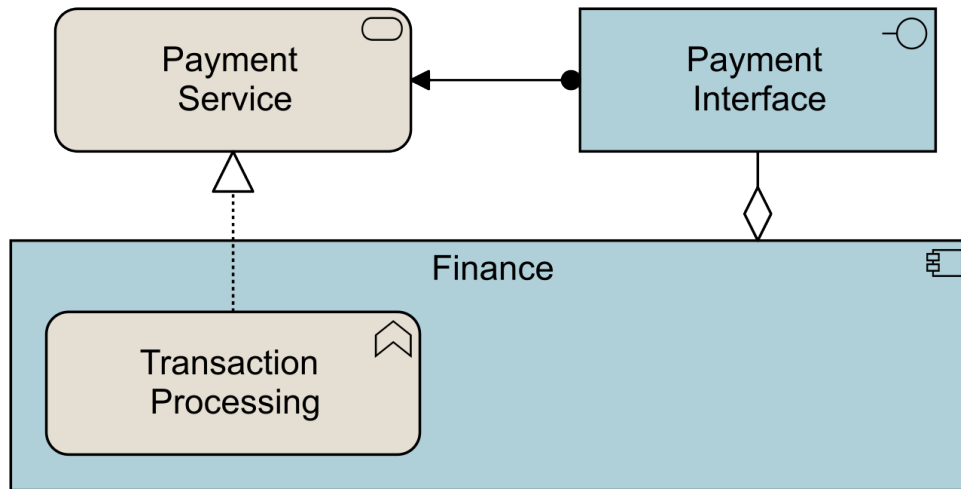 Payment
Service
Payment
Interface
Finance
Transaction
Processing